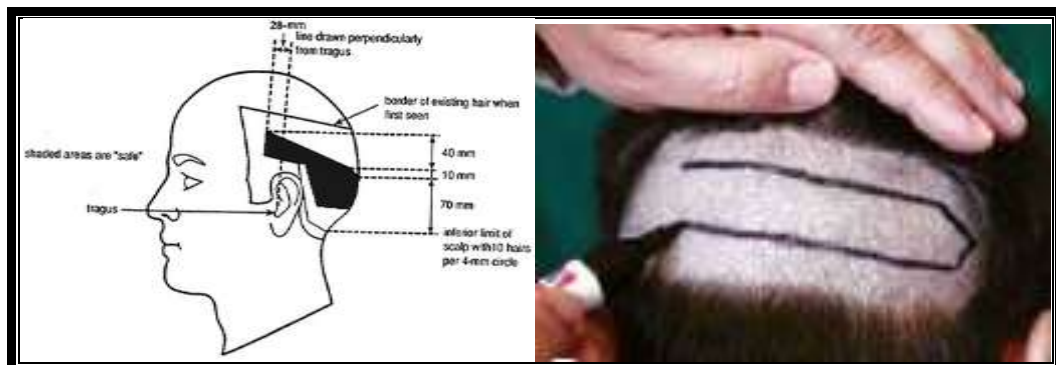 28-mm
line drawn perpendicularly
from tragus
border of existing hair when
first seen
shaded areas are "safe"
40 mm
10 mm
70 mm
tragus
inferior limit of
scalp with10 hairs
per 4-mm circle